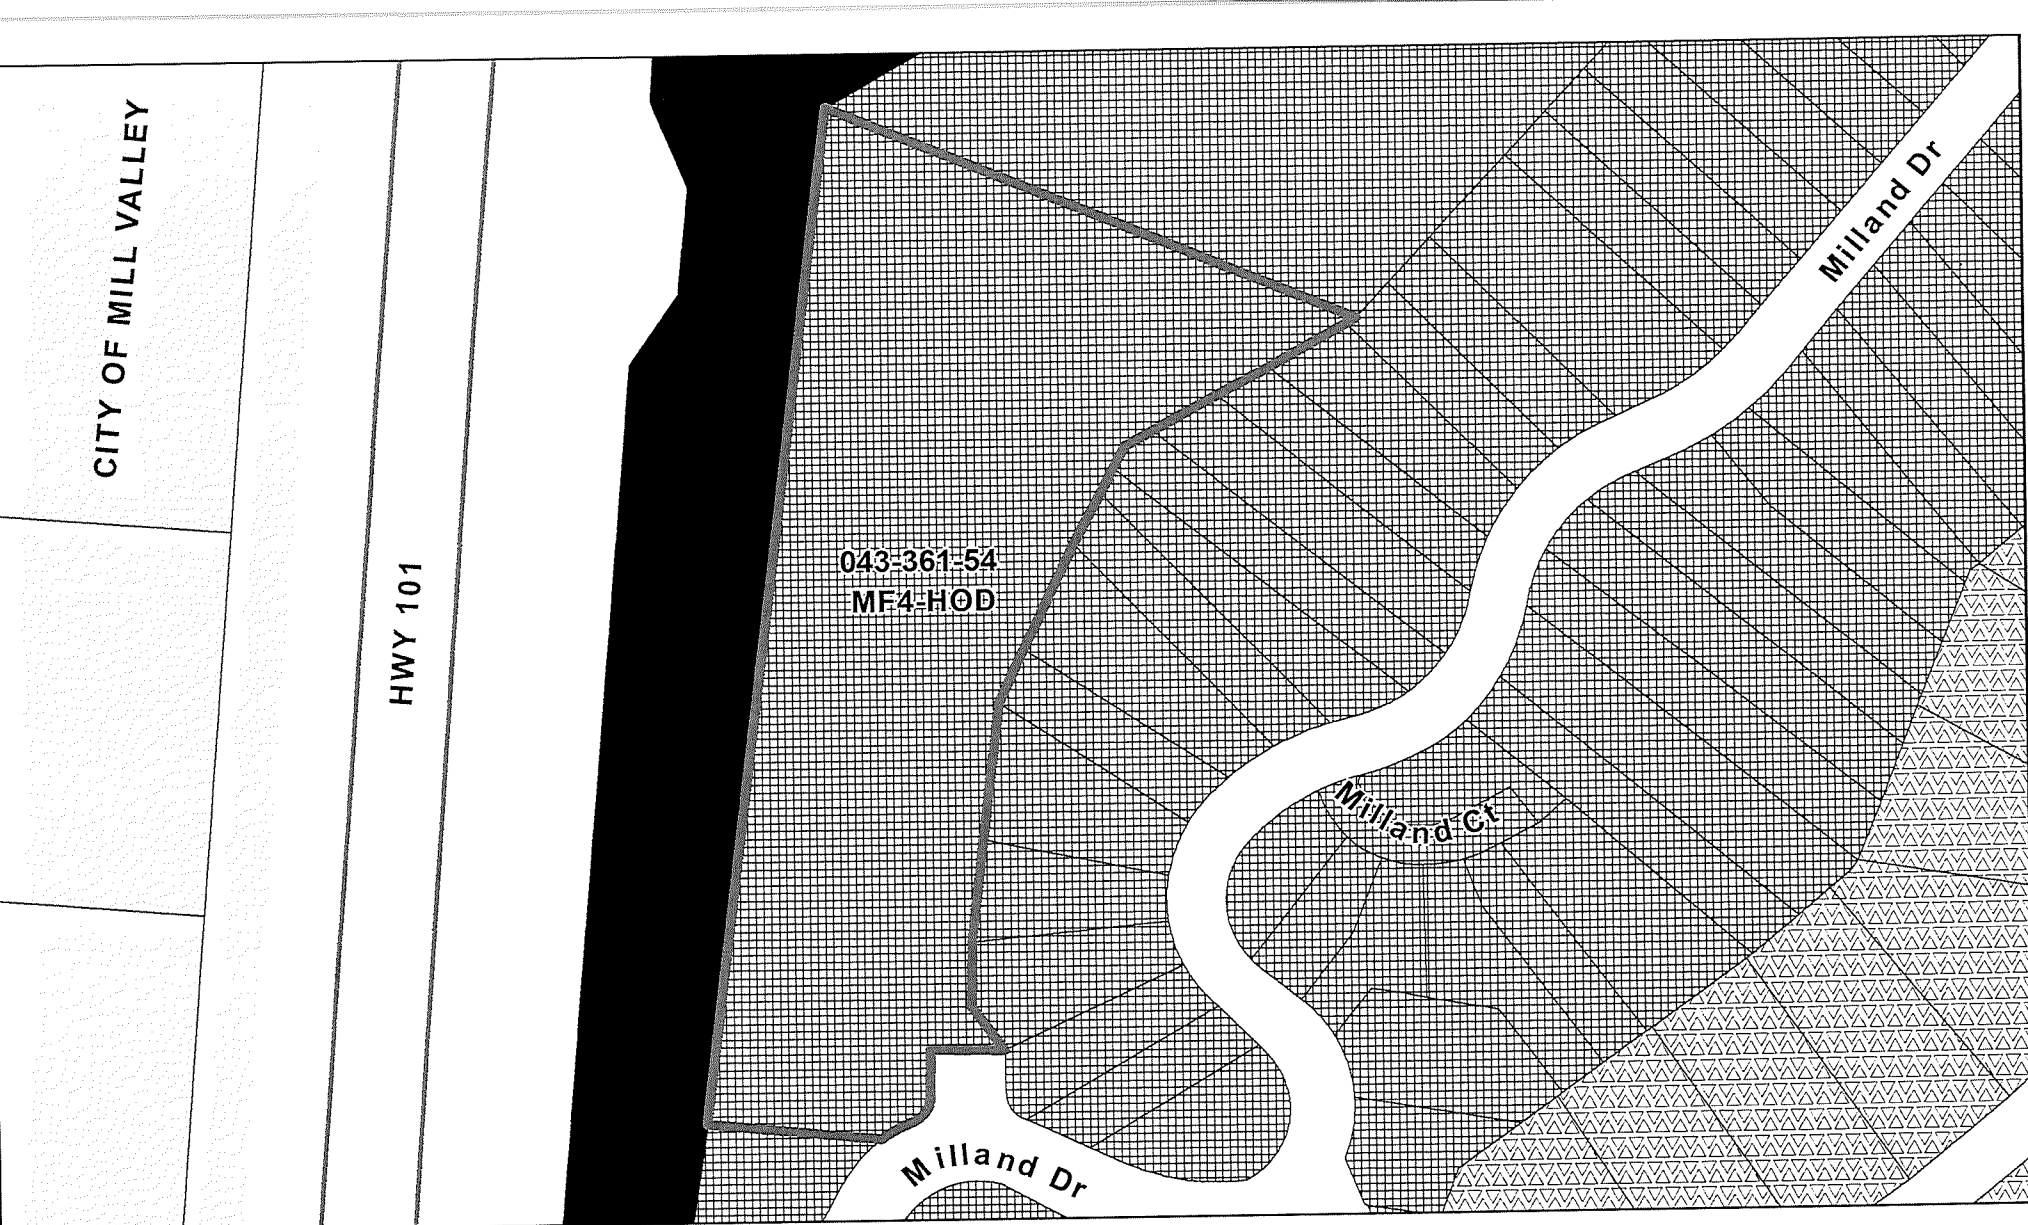 CITY OF MILL VALLEY
HWY 101
043-361-54
MF4-HOD
Milland Dr
Milland Ct
Milland Dr